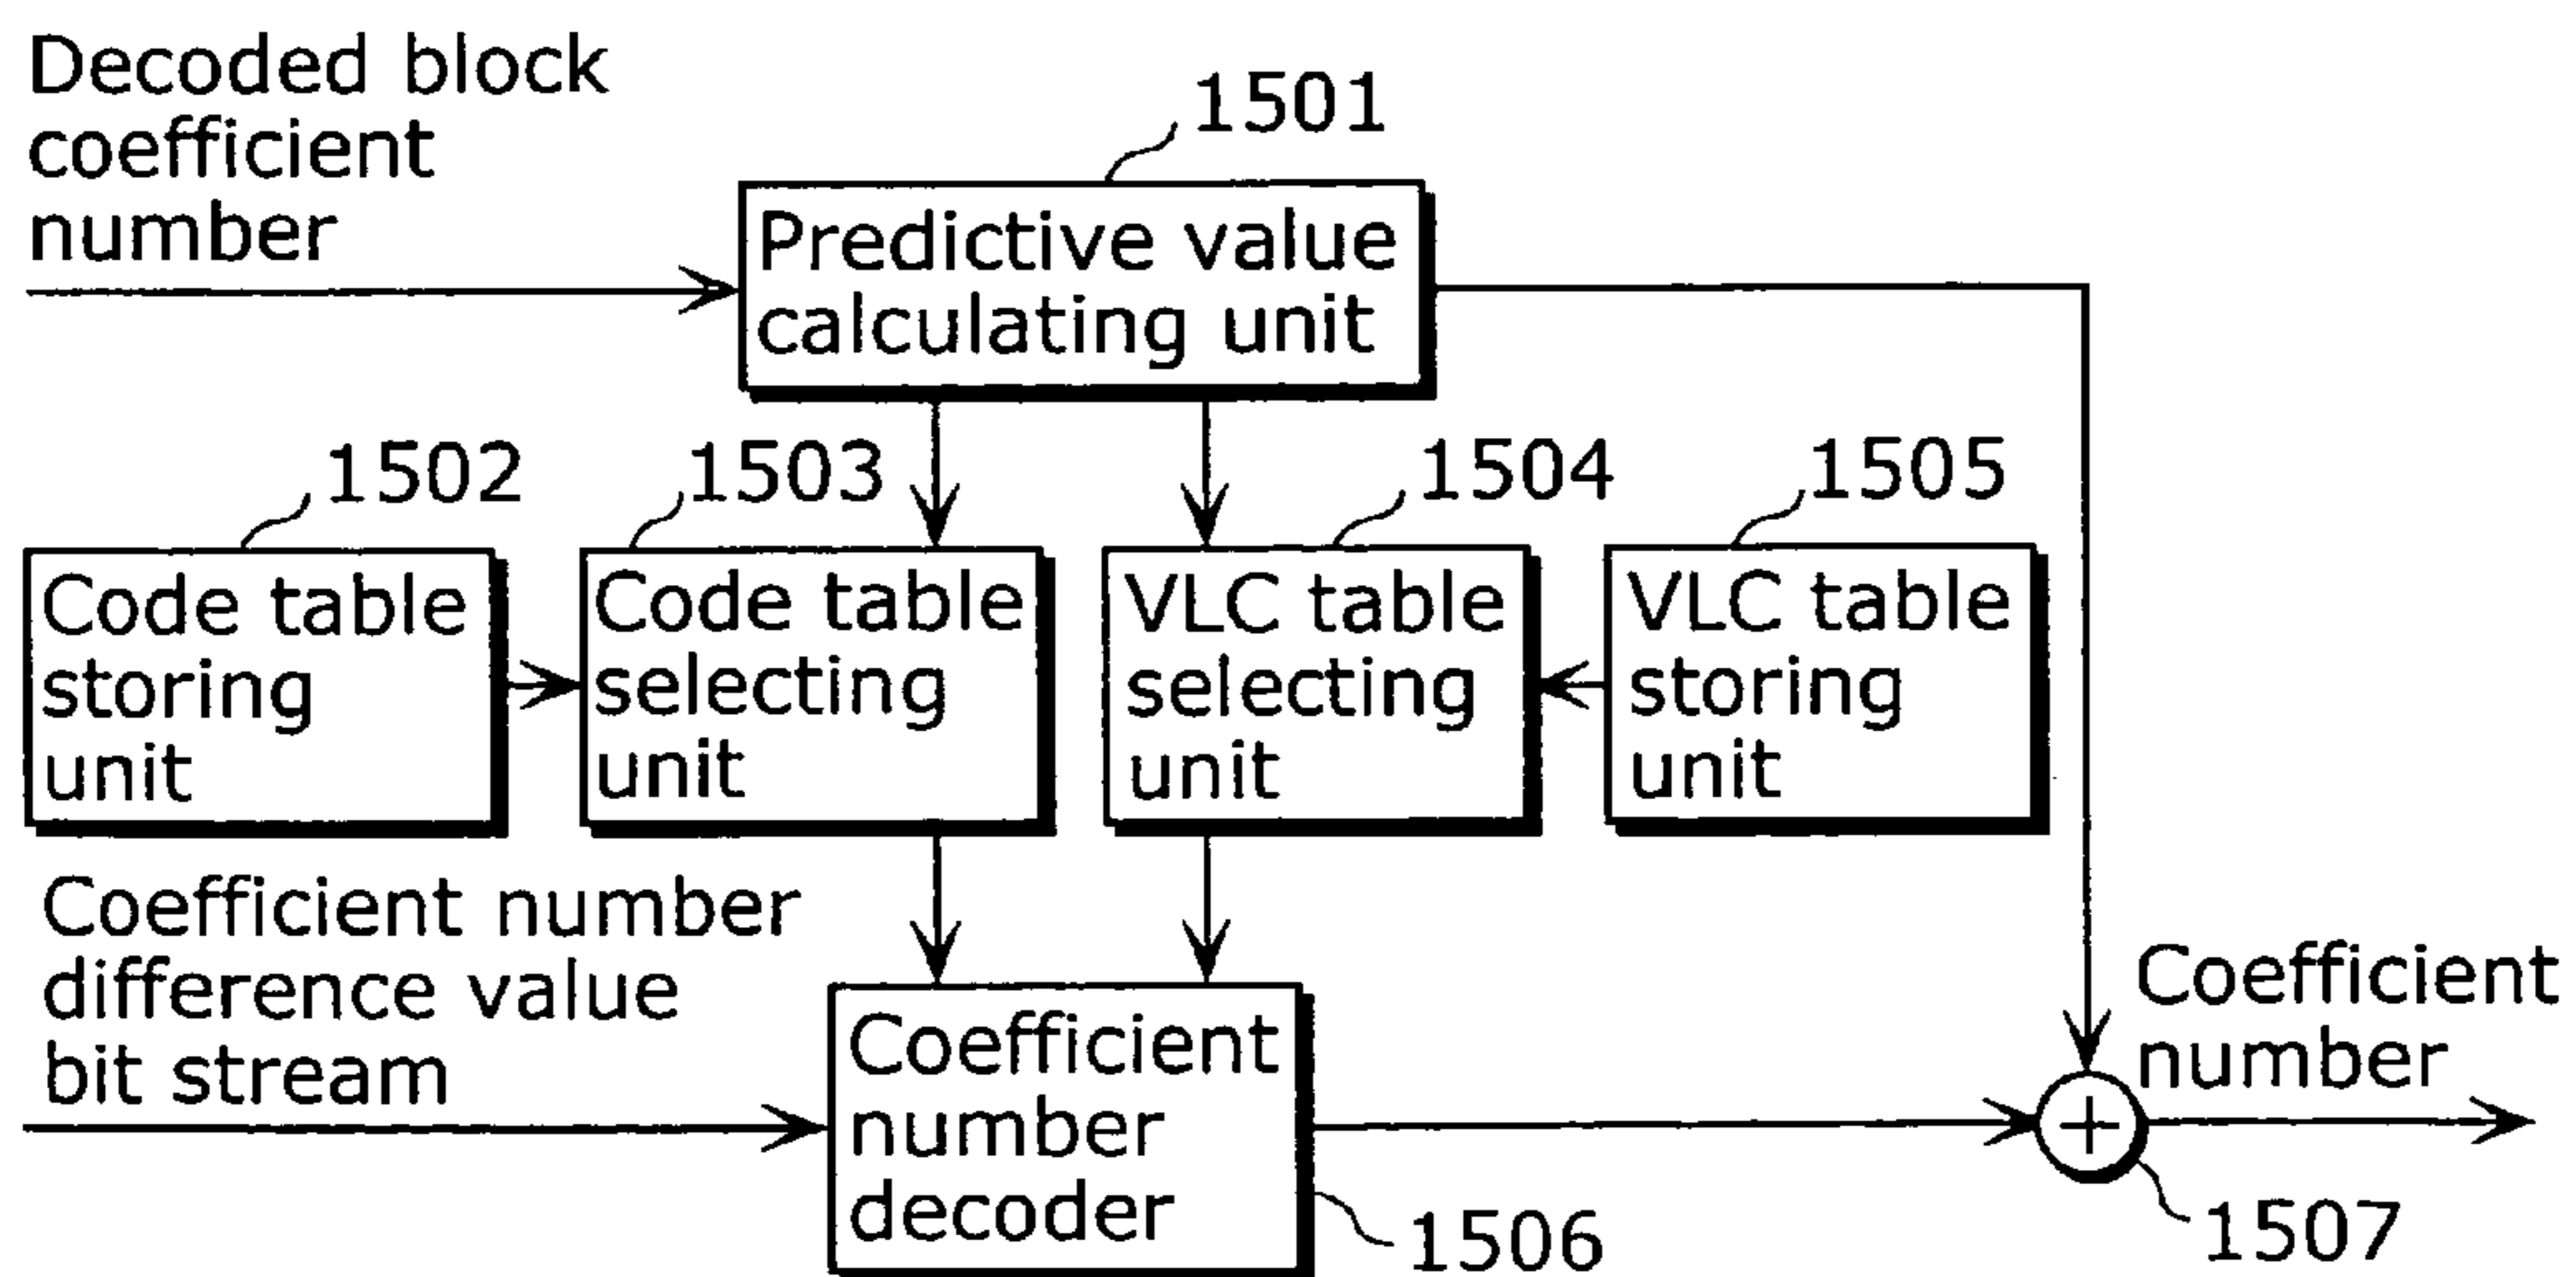 Decoded block
coefficient
number
1501
Predictive value
calculating unit
1502
1503
1504
1505
Code table
storing
unit
Code table
selecting
unit
VLC table
selecting
unit
VLC table
storing
unit
Coefficient number
difference value
bit stream
Coefficient
number
decoder
1506
+
Coefficient
number
1507